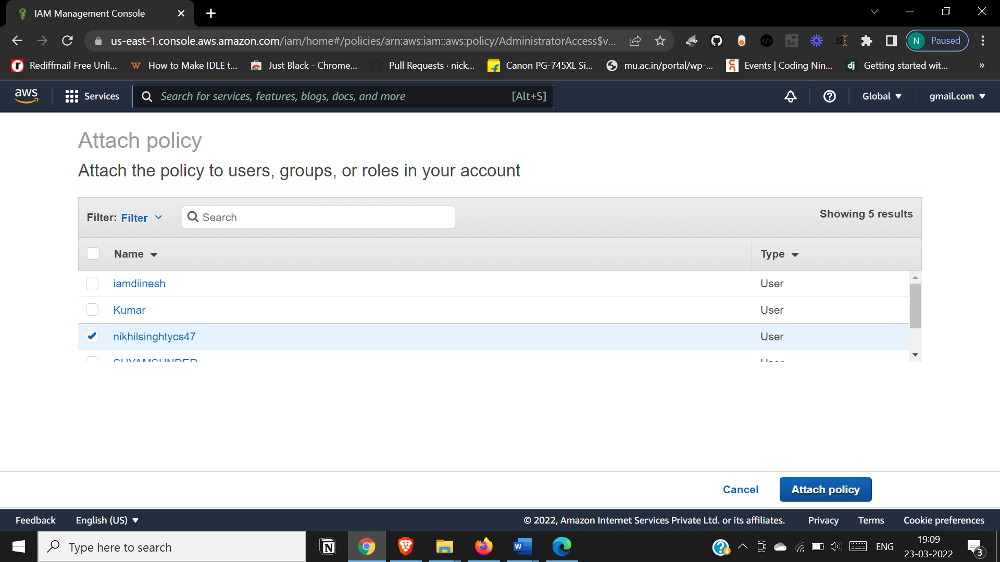 IAM Management Console
us-east-1.console.aws.amazon.com/iam/home#/policies/arn:aws:iam::aws:policy/AdministratorAccess$v...
N Paused
Rediffmail Free Unli... How to Make IDLE t... Just Black - Chrome... Pull Requests · nick... Canon PG-745XL Si... mu.ac.in/portal/wp-... Events | Coding Nin... dj Getting started wit... »
aws Services Search for services, features, blogs, docs, and more [Alt+S] Global gmail.com
Attach policy
Attach the policy to users, groups, or roles in your account
Filter: Filter Search Showing 5 results
Name Type
iamdiinesh User
Kumar User
nikhilsinghtycs47 User
Cancel Attach policy
Feedback English (US) © 2022, Amazon Internet Services Private Ltd. or its affiliates. Privacy Terms Cookie preferences
Type here to search ENG 19:09
23-03-2022 3